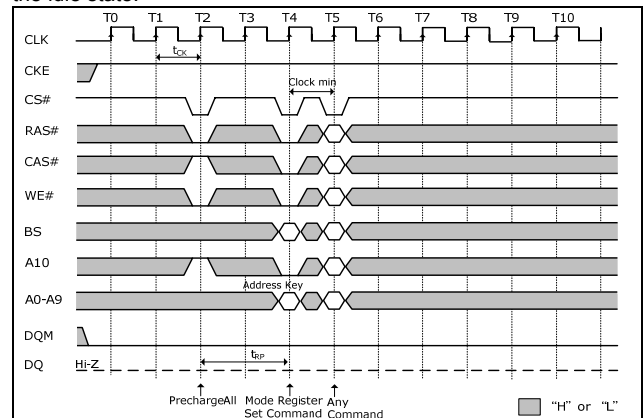 the idle state.
T0 T1 T2 T3 T4 T5 T6 T7 T8 T9 T10
CLK
tCK
CKE
Clock min
CS#
RAS#
CAS#
WE#
BS
A10
Address Key
A0-A9
DQM
tRP
DQ Hi-Z
PrechargeAll Mode Register Any
Set Command Command
"H" or "L"